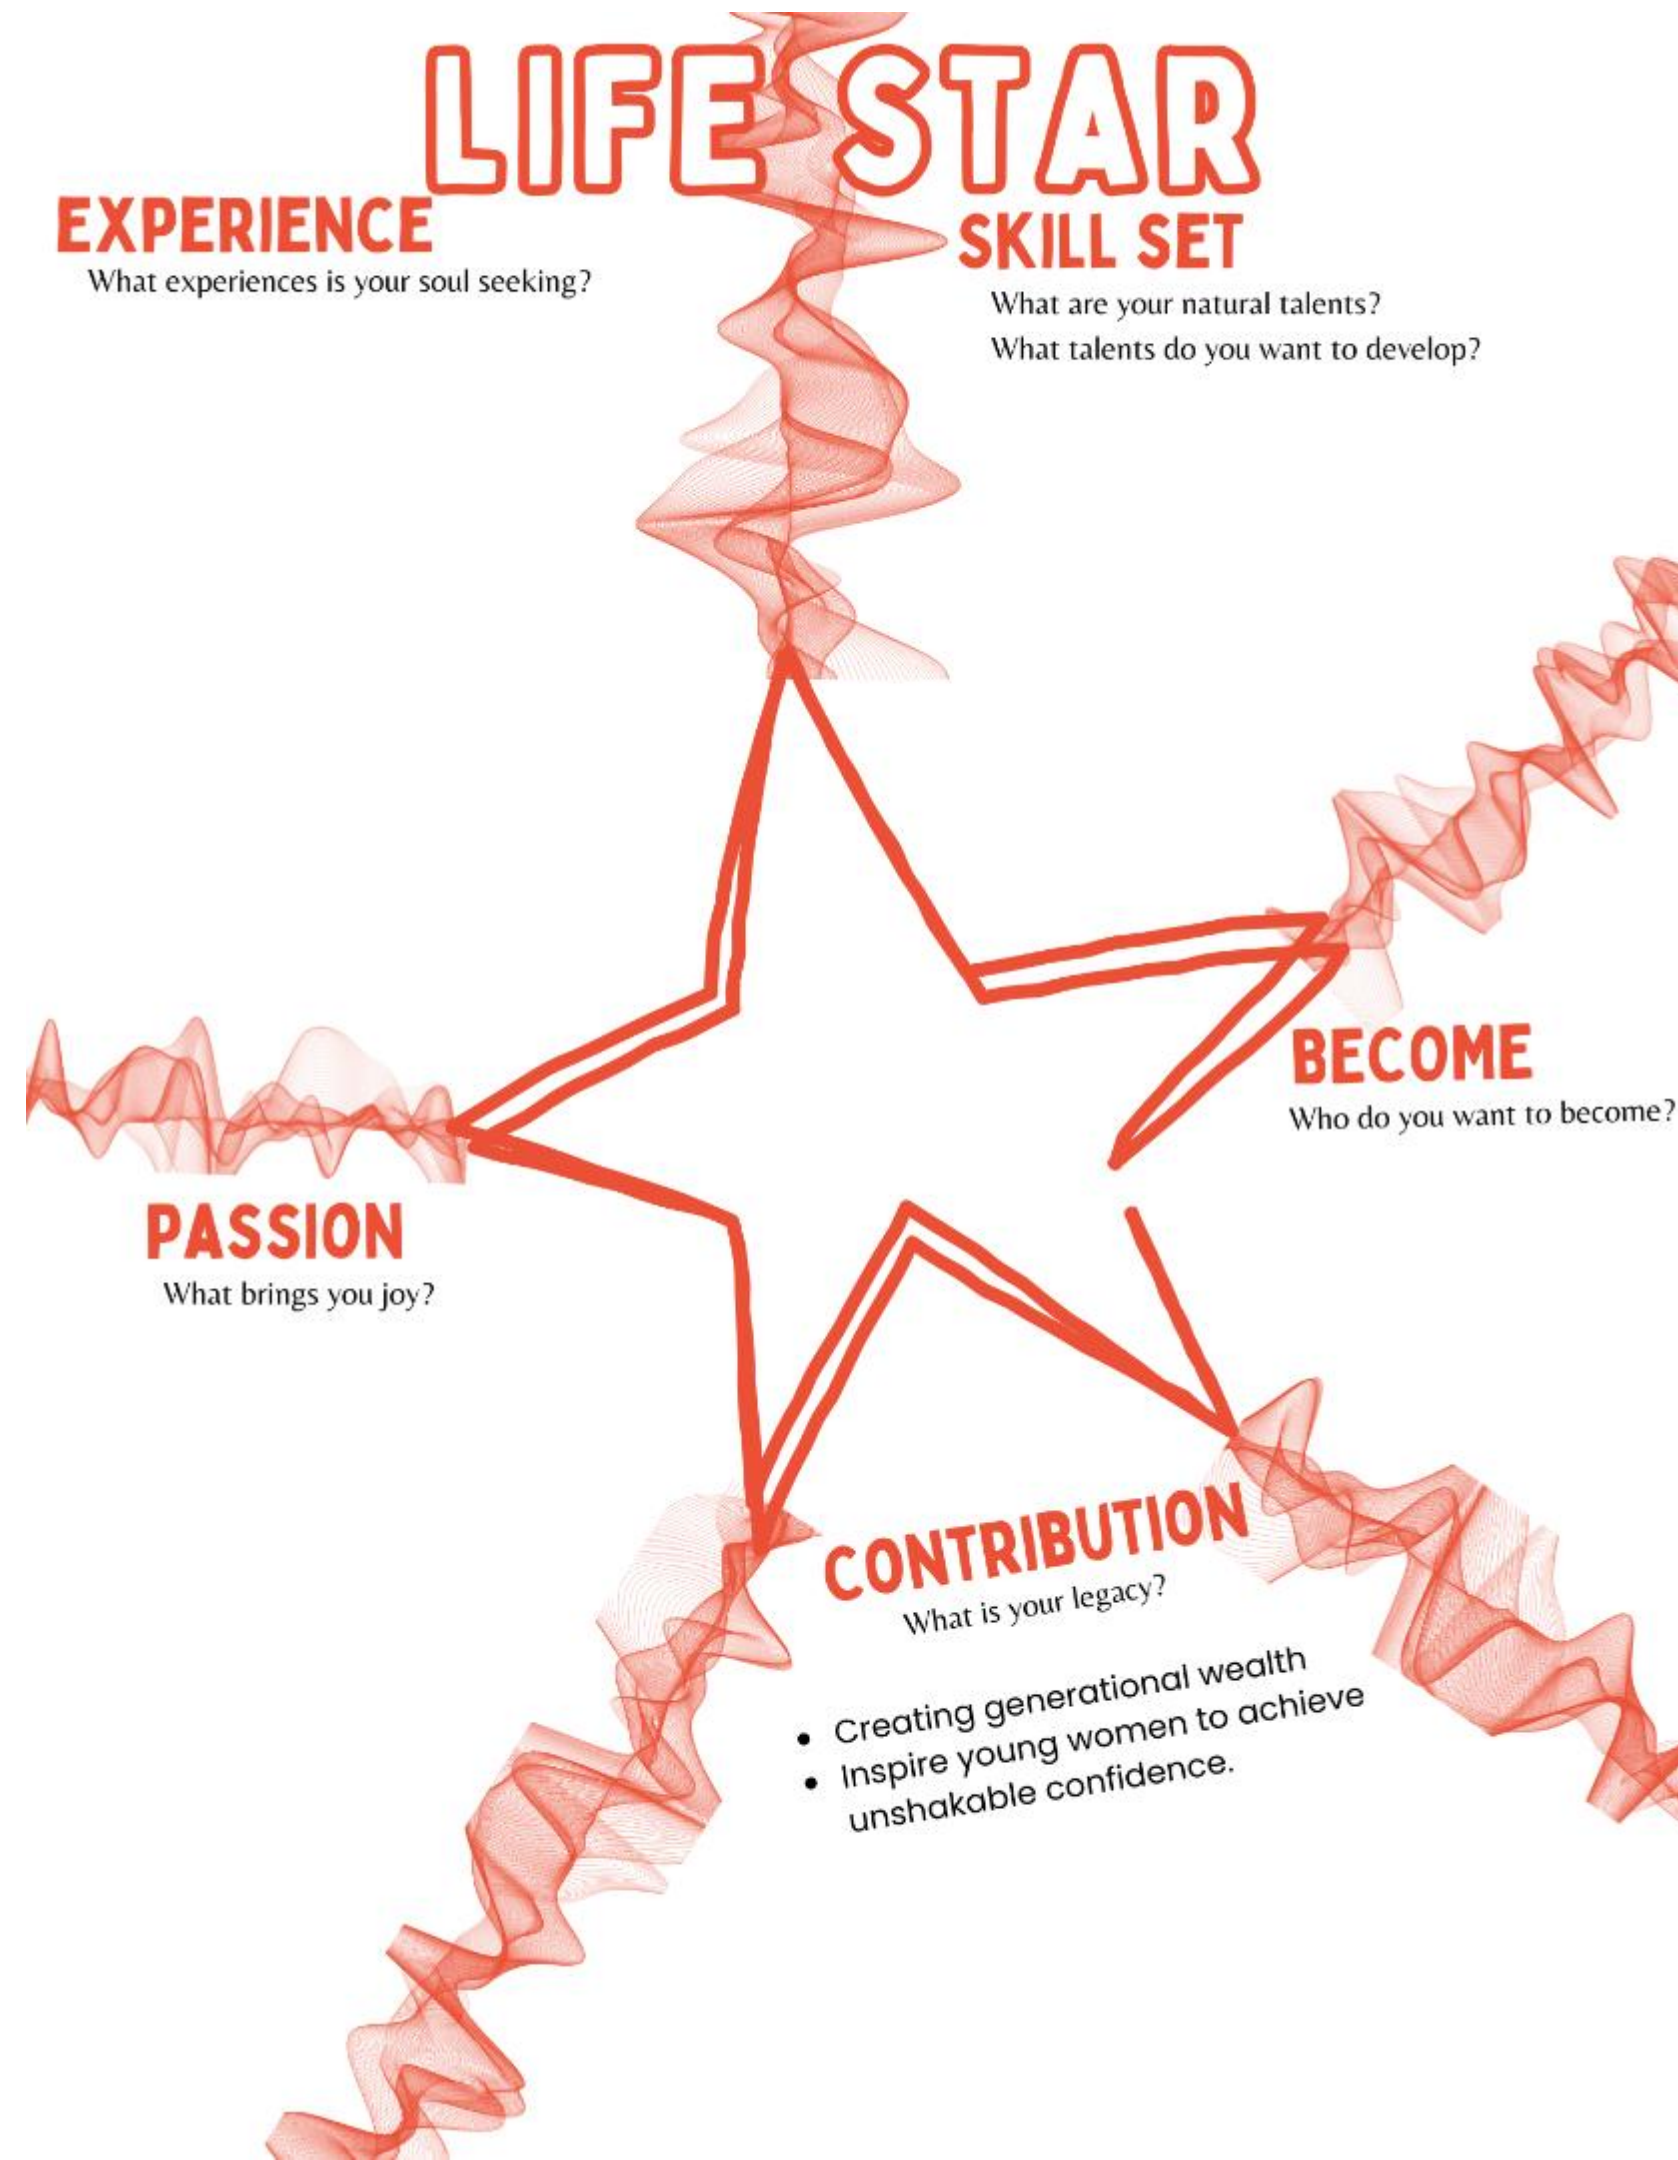 LIFE STAR
EXPERIENCE
What experiences is your soul seeking?
SKILL SET
What are your natural talents?
What talents do you want to develop?
BECOME
Who do you want to become?
PASSION
What brings you joy?
CONTRIBUTION
What is your legacy?
• Creating generational wealth
• Inspire young women to achieve
unshakable confidence.